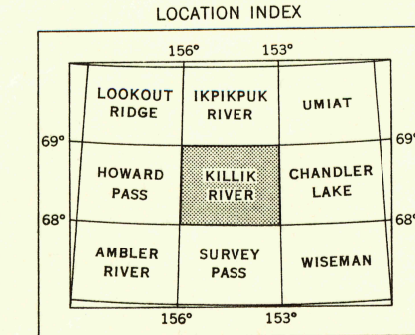 LOCATION INDEX
156° 153°
LOOKOUT RIDGE
IKPIKPUK RIVER
UMIAT
69° 69°
HOWARD PASS
KILLIK RIVER
CHANDLER LAKE
68° 68°
AMBLER RIVER
SURVEY PASS
WISEMAN
156° 153°